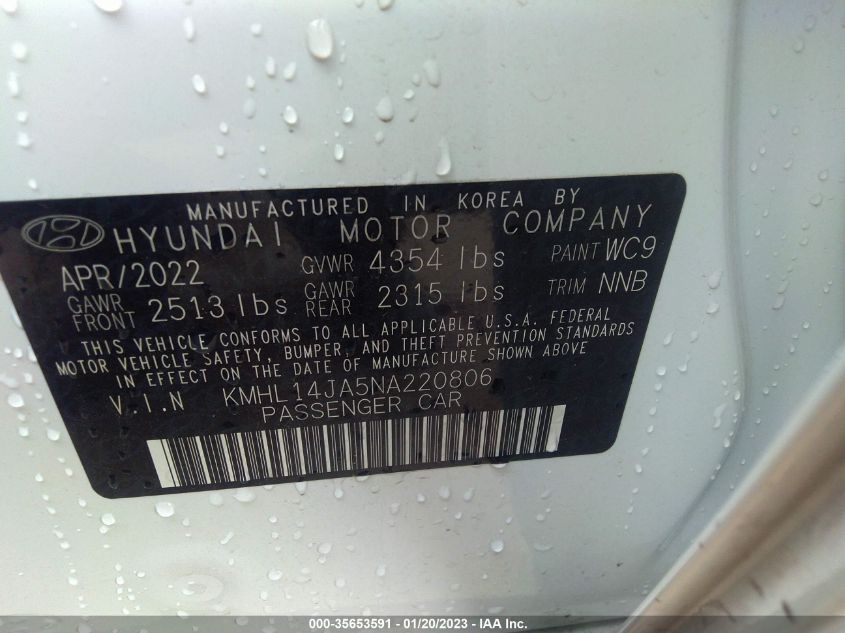 MANUFACTURED IN KOREA BY
HYUNDAI MOTOR COMPANY
APR/2022 GVWR 4354 lbs PAINT WC9
GAWR FRONT 2513 lbs GAWR REAR 2315 lbs TRIM NNB
THIS VEHICLE CONFORMS TO ALL APPLICABLE U.S.A. FEDERAL
MOTOR VEHICLE SAFETY, BUMPER, AND THEFT PREVENTION STANDARDS
IN EFFECT ON THE DATE OF MANUFACTURE SHOWN ABOVE
V.I.N KMHL14JA5NA220806
PASSENGER CAR
000-35653591 - 01/20/2023 - IAA Inc.